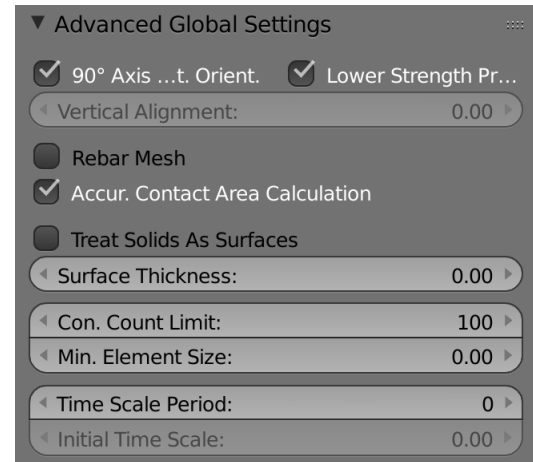 Advanced Global Settings
90° Axis ...t. Orient. Lower Strength Pr...
Vertical Alignment: 0.00
Rebar Mesh
Accur. Contact Area Calculation
Treat Solids As Surfaces
Surface Thickness: 0.00
Con. Count Limit: 100
Min. Element Size: 0.00
Time Scale Period: 0
Initial Time Scale: 0.00